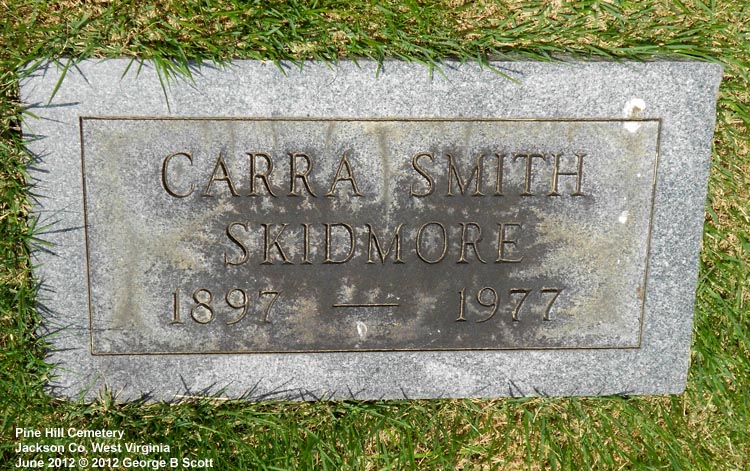 CARRA SMITH
SKIDMORE
1897 — 1977
Pine Hill Cemetery
Jackson Co, West Virginia
June 2012 © 2012 George B Scott